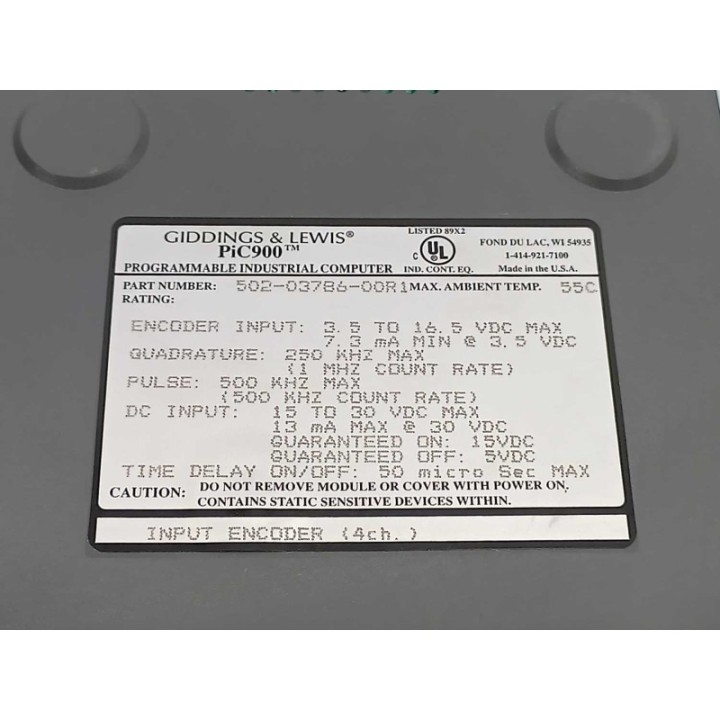 GIDDINGS & LEWIS®
PiC900™
PROGRAMMABLE INDUSTRIAL COMPUTER
LISTED 89X2
C UL
IND. CONT. EQ.
FOND DU LAC, WI 54935
1-414-921-7100
Made in the U.S.A.
PART NUMBER: 502-03786-00R1 MAX. AMBIENT TEMP. 55C
RATING:
ENCODER INPUT: 3.5 TO 16.5 VDC MAX
7.3 mA MIN @ 3.5 VDC
QUADRATURE: 250 KHZ MAX
(1 MHZ COUNT RATE)
PULSE: 500 KHZ MAX
(500 KHZ COUNT RATE)
DC INPUT: 15 TO 30 VDC MAX
13 mA MAX @ 30 VDC
GUARANTEED ON: 15VDC
GUARANTEED OFF: 5VDC
TIME DELAY ON/OFF: 50 micro Sec MAX
CAUTION: DO NOT REMOVE MODULE OR COVER WITH POWER ON,
CONTAINS STATIC SENSITIVE DEVICES WITHIN.
INPUT ENCODER (4ch.)